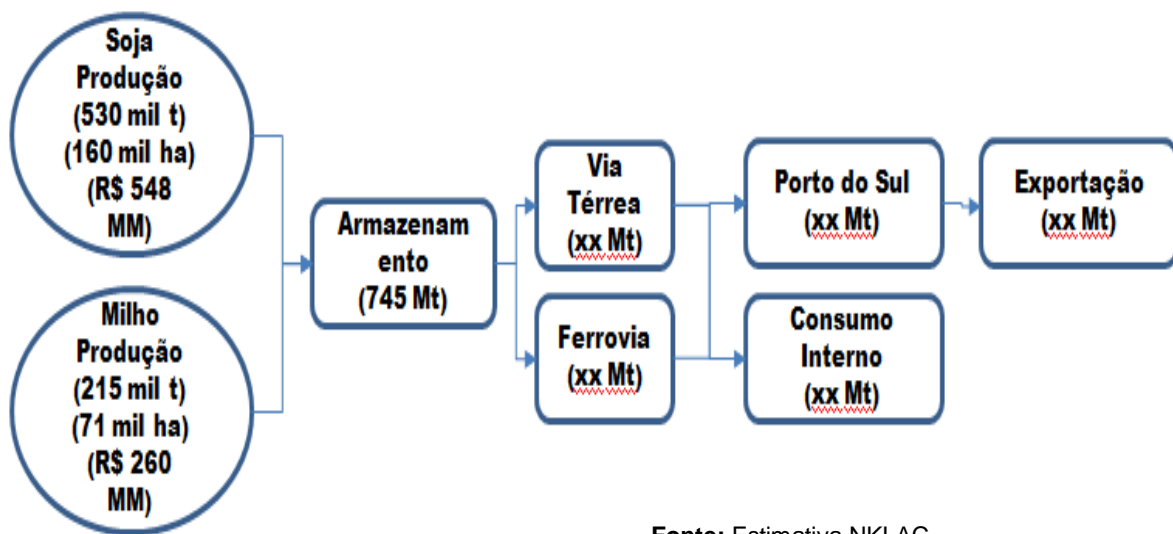 Soja
Produção
(530 mil t)
(160 mil ha)
(R$ 548
MM)
Milho
Produção
(215 mil t)
(71 mil ha)
(R$ 260
MM)
Armazenam
ento
(745 Mt)
Via
Térrea
(xx Mt)
Ferrovia
(xx Mt)
Porto do Sul
(xx Mt)
Consumo
Interno
(xx Mt)
Exportação
(xx Mt)
Fonte: Estimativa NKLAC